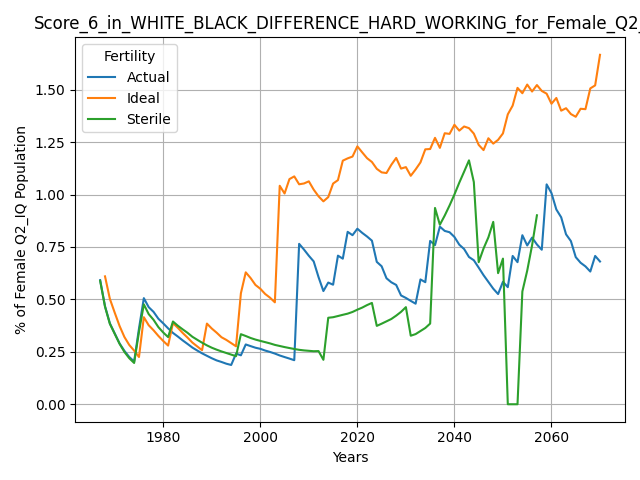 Score_6_in_WHITE_BLACK_DIFFERENCE_HARD_WORKING_for_Female_Q2_
Fertility
Actual
Ideal
Sterile
% of Female Q2_IQ Population
1.50
1.25
1.00
0.75
0.50
0.25
0.00
1980
2000
2020
2040
2060
Years